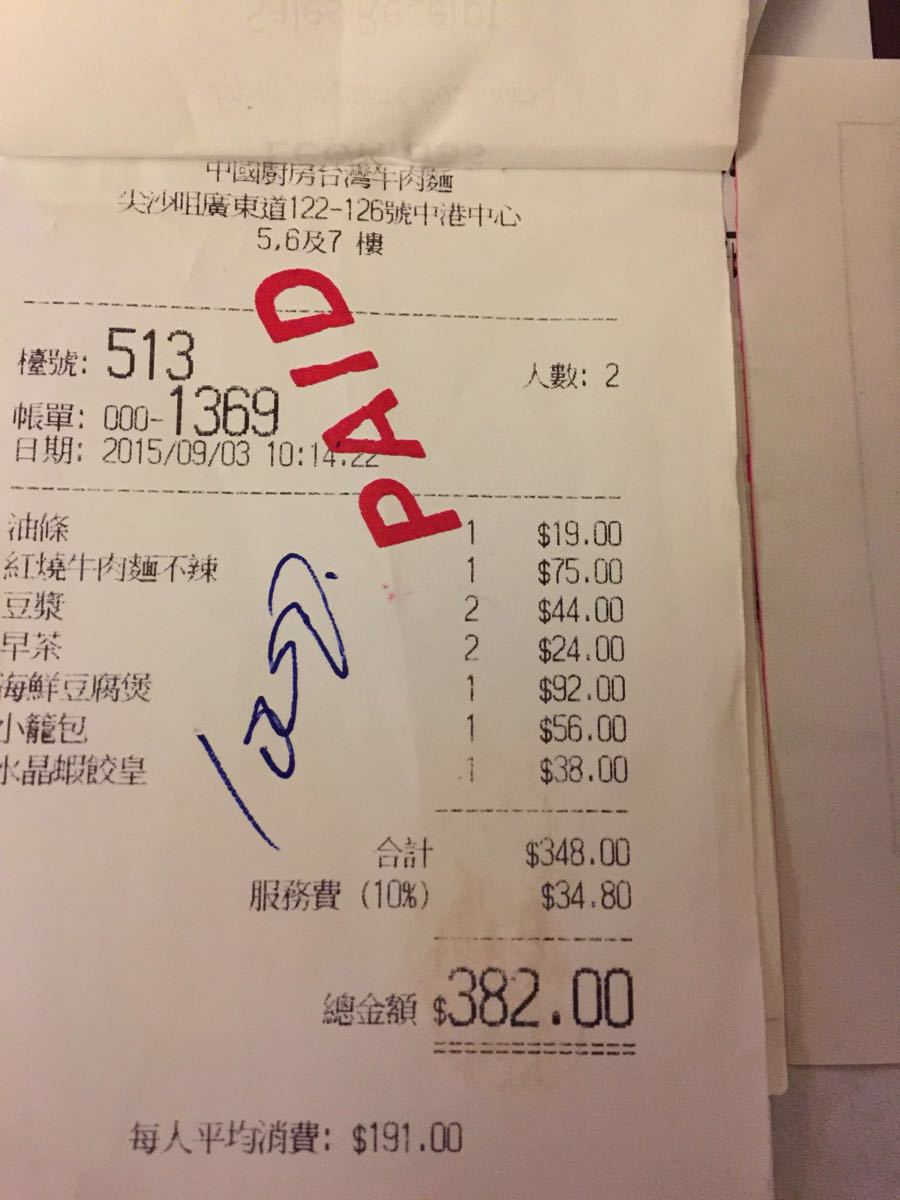 Sales Receipt
中國廚房台灣牛肉麵
尖沙咀廣東道122-126號中港中心
5,6及7 樓
檯號: 513 人數: 2
帳單: 000-1369
日期: 2015/09/03 10:14:22
PAID
油條 1 $19.00
紅燒牛肉麵不辣 1 $75.00
豆漿 2 $44.00
早茶 2 $24.00
海鮮豆腐煲 1 $92.00
小籠包 1 $56.00
水晶蝦餃皇 1 $38.00
合計 $348.00
服務費 (10%) $34.80
總金額 $382.00
每人平均消費: $191.00